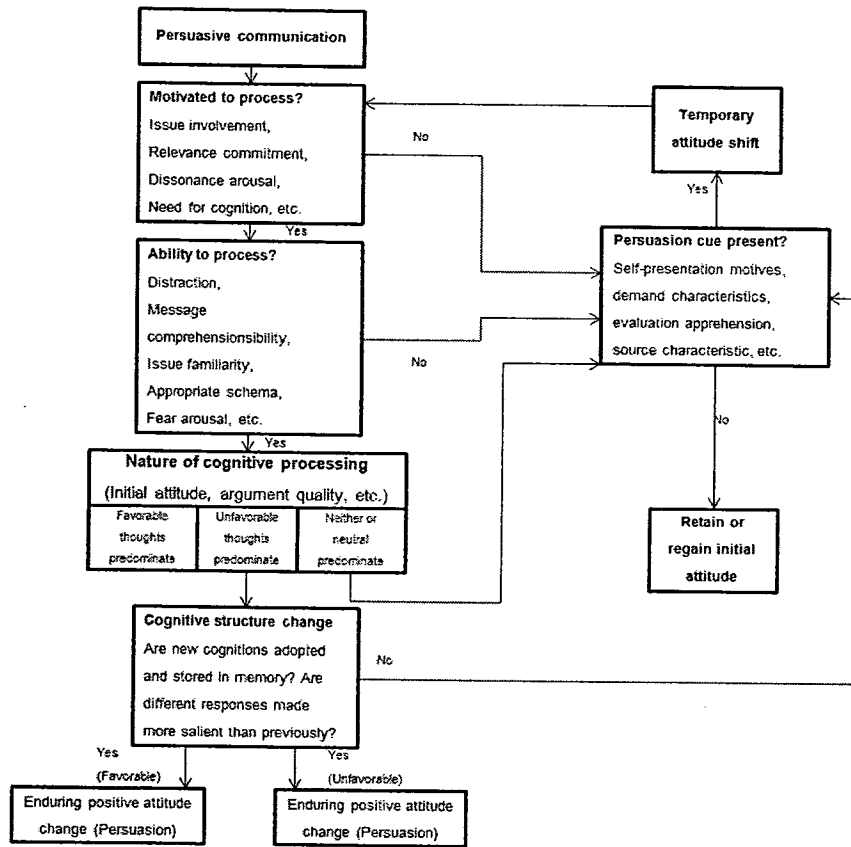 Persuasive communication
Motivated to process?
Issue involvement,
Relevance commitment,
Dissonance arousal,
Need for cognition, etc.
No
Temporary
attitude shift
Yes
Yes
Persuasion cue present?
Self-presentation motives,
demand characteristics,
evaluation apprehension,
source characteristic, etc.
Ability to process?
Distraction,
Message
comprehensionsibility,
Issue familiarity,
Appropriate schema,
Fear arousal, etc.
No
Yes
No
Nature of cognitive processing
(Initial attitude, argument quality, etc.)
Favorable
thoughts
predominate
Unfavorable
thoughts
predominate
Neither or
neutral
predominate
Retain or
regain initial
attitude
Cognitive structure change
Are new cognitions adopted
and stored in memory? Are
different responses made
more salient than previously?
No
Yes
(Favorable)
Yes
(Unfavorable)
Enduring positive attitude
change (Persuasion)
Enduring positive attitude
change (Persuasion)